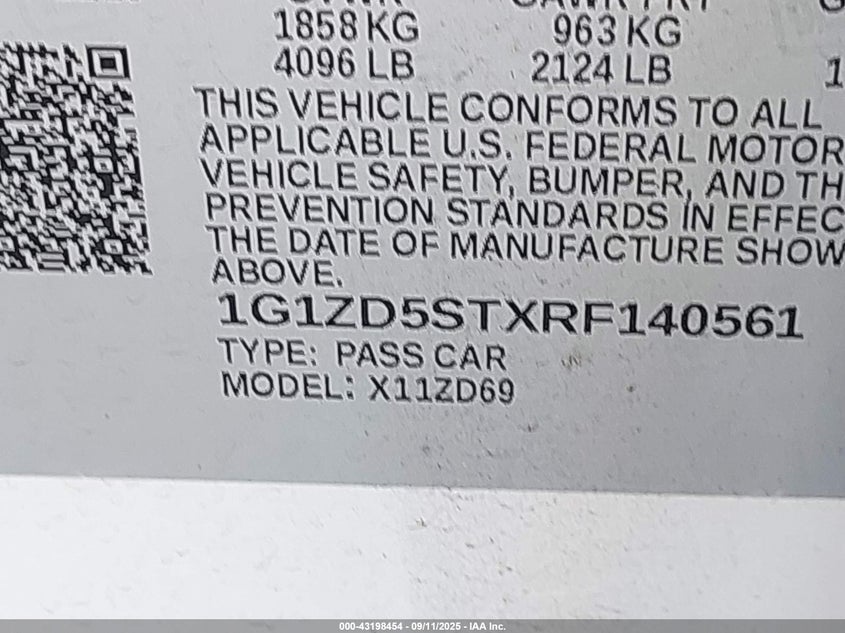 1858 KG 963 KG
4096 LB 2124 LB 1
THIS VEHICLE CONFORMS TO ALL
APPLICABLE U.S. FEDERAL MOTOR
VEHICLE SAFETY, BUMPER, AND TH
PREVENTION STANDARDS IN EFFEC
THE DATE OF MANUFACTURE SHOW
ABOVE.
1G1ZD5STXRF140561
TYPE: PASS CAR
MODEL: X11ZD69
000-43198454 - 09/11/2025 - IAA Inc.